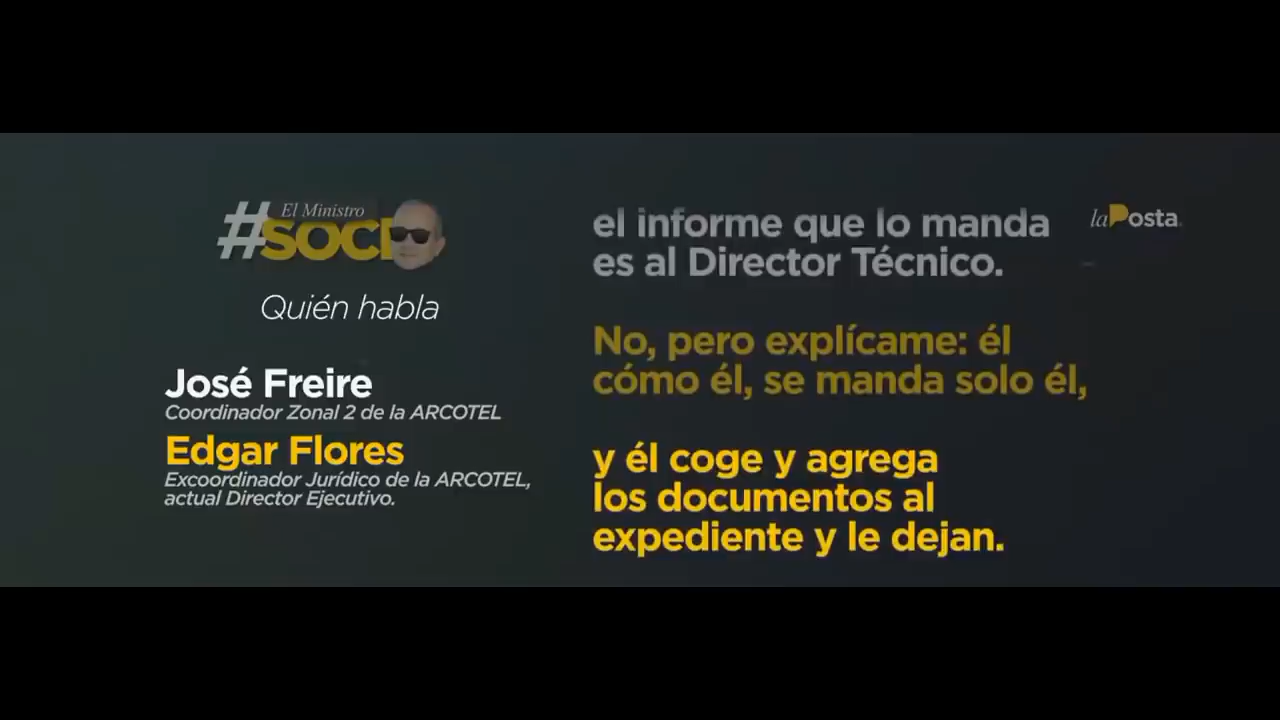 El Ministro
#SOCI
Quién habla
José Freire
Coordinador Zonal 2 de la ARCOTEL
Edgar Flores
Excoordinador Jurídico de la ARCOTEL,
actual Director Ejecutivo.
el informe que lo manda
es al Director Técnico.
No, pero explícame: él
cómo él, se manda solo él,
y él coge y agrega
los documentos al
expediente y le dejan.
laPosta.